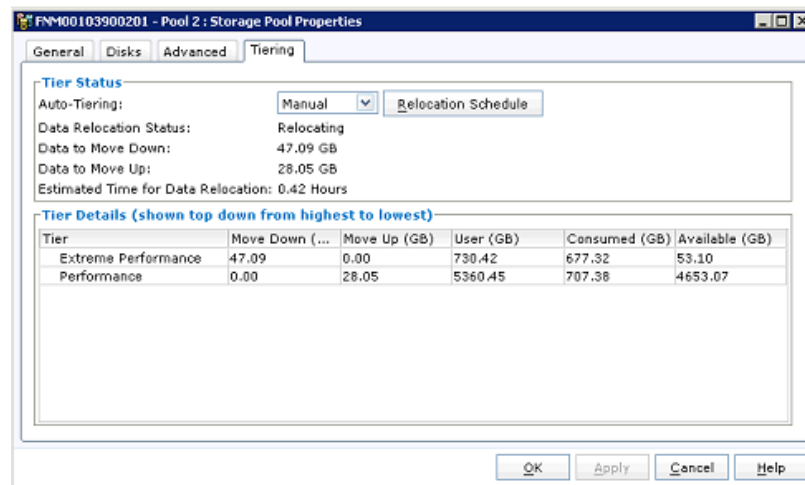 FNM00103900201 - Pool 2 : Storage Pool Properties
General Disks Advanced Tiering
Tier Status
Auto-Tiering: Manual Relocation Schedule
Data Relocation Status: Relocating
Data to Move Down: 47.09 GB
Data to Move Up: 28.05 GB
Estimated Time for Data Relocation: 0.42 Hours
Tier Details (shown top down from highest to lowest)
Tier Move Down (... Move Up (GB) User (GB) Consumed (GB) Available (GB)
Extreme Performance 47.09 0.00 730.42 677.32 53.10
Performance 0.00 28.05 5360.45 707.38 4653.07
OK Apply Cancel Help